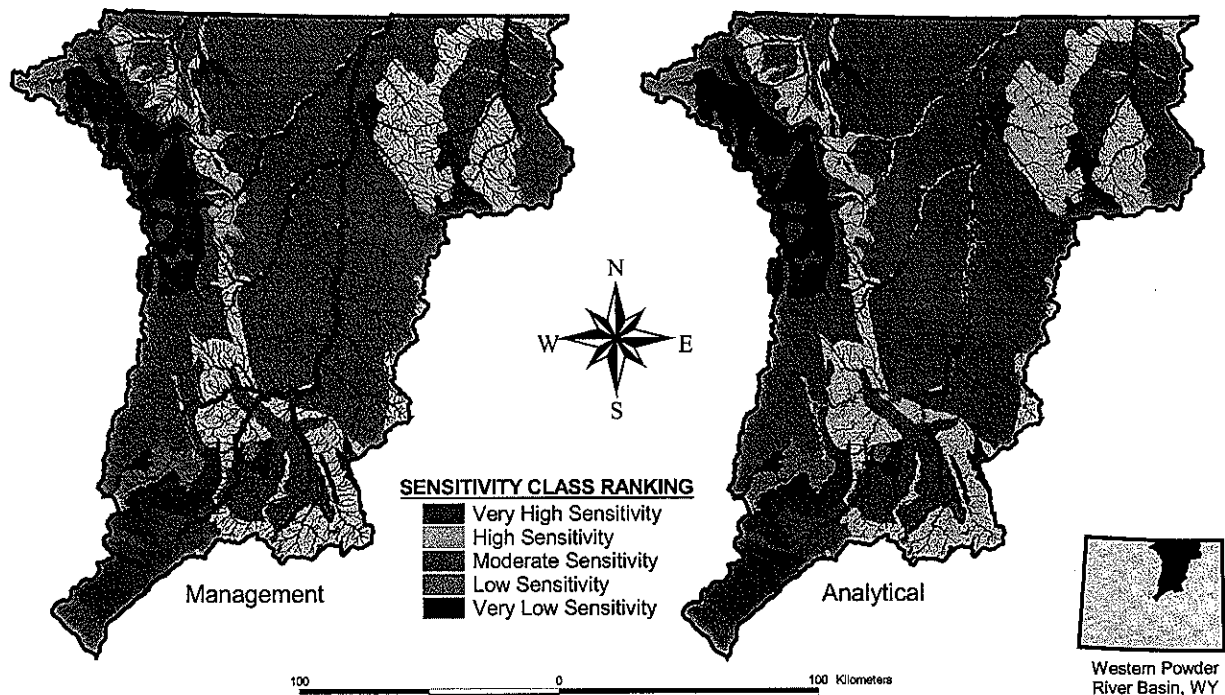 N
W
E
S
SENSITIVITY CLASS RANKING
Very High Sensitivity
High Sensitivity
Moderate Sensitivity
Low Sensitivity
Very Low Sensitivity
Management
Analytical
100
0
100 Kilometers
Western Powder
River Basin, WY